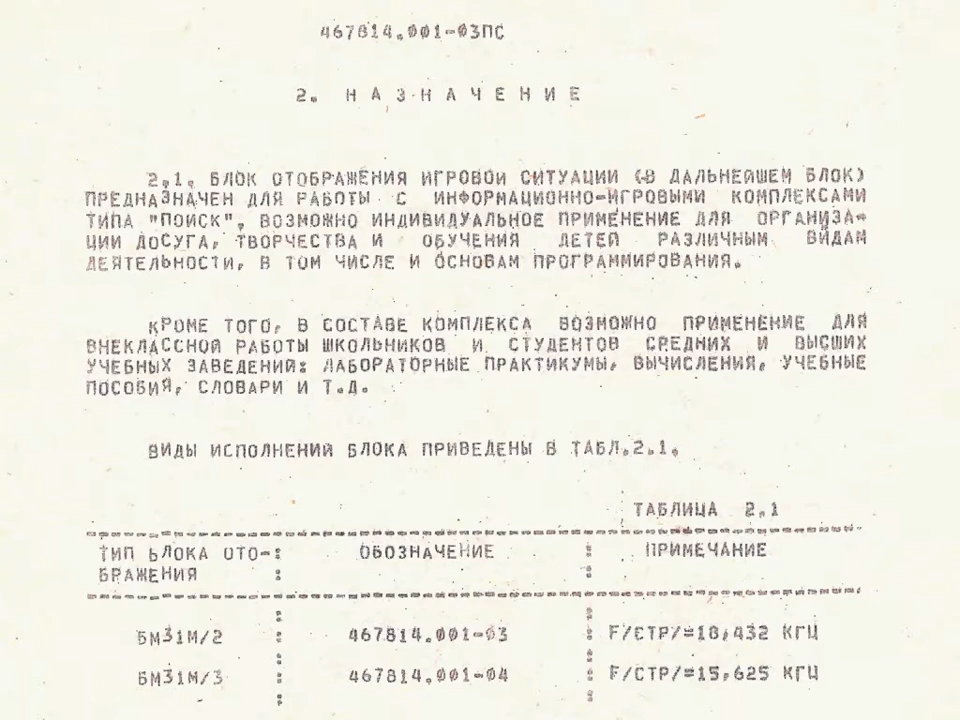 467814.001-03ПС
2. Н А З Н А Ч Е Н И Е
2.1. БЛОК ОТОБРАЖЕНИЯ ИГРОВОЙ СИТУАЦИИ (В ДАЛЬНЕЙШЕМ БЛОК)
ПРЕДНАЗНАЧЕН ДЛЯ РАБОТЫ С ИНФОРМАЦИОННО-ИГРОВЫМИ КОМПЛЕКСАМИ
ТИПА "ПОИСК", ВОЗМОЖНО ИНДИВИДУАЛЬНОЕ ПРИМЕНЕНИЕ ДЛЯ ОРГАНИЗА-
ЦИИ ДОСУГА, ТВОРЧЕСТВА И ОБУЧЕНИЯ ДЕТЕЙ РАЗЛИЧНЫМ ВИДАМ
ДЕЯТЕЛЬНОСТИ, В ТОМ ЧИСЛЕ И ОСНОВАМ ПРОГРАММИРОВАНИЯ.
КРОМЕ ТОГО, В СОСТАВЕ КОМПЛЕКСА ВОЗМОЖНО ПРИМЕНЕНИЕ ДЛЯ
ВНЕКЛАССНОЙ РАБОТЫ ШКОЛЬНИКОВ И СТУДЕНТОВ СРЕДНИХ И ВЫСШИХ
УЧЕБНЫХ ЗАВЕДЕНИЙ: ЛАБОРАТОРНЫЕ ПРАКТИКУМЫ, ВЫЧИСЛЕНИЯ, УЧЕБНЫЕ
ПОСОБИЯ, СЛОВАРИ И Т.Д.
ВИДЫ ИСПОЛНЕНИЙ БЛОКА ПРИВЕДЕНЫ В ТАБЛ.2.1.
ТАБЛИЦА 2.1
ТИП БЛОКА ОТО-: ОБОЗНАЧЕНИЕ : ПРИМЕЧАНИЕ
БРАЖЕНИЯ : :
БМ31М/2 : 467814.001-03 : F/СТР/=18,432 КГЦ
БМ31М/3 : 467814.001-04 : F/СТР/=15,625 КГЦ